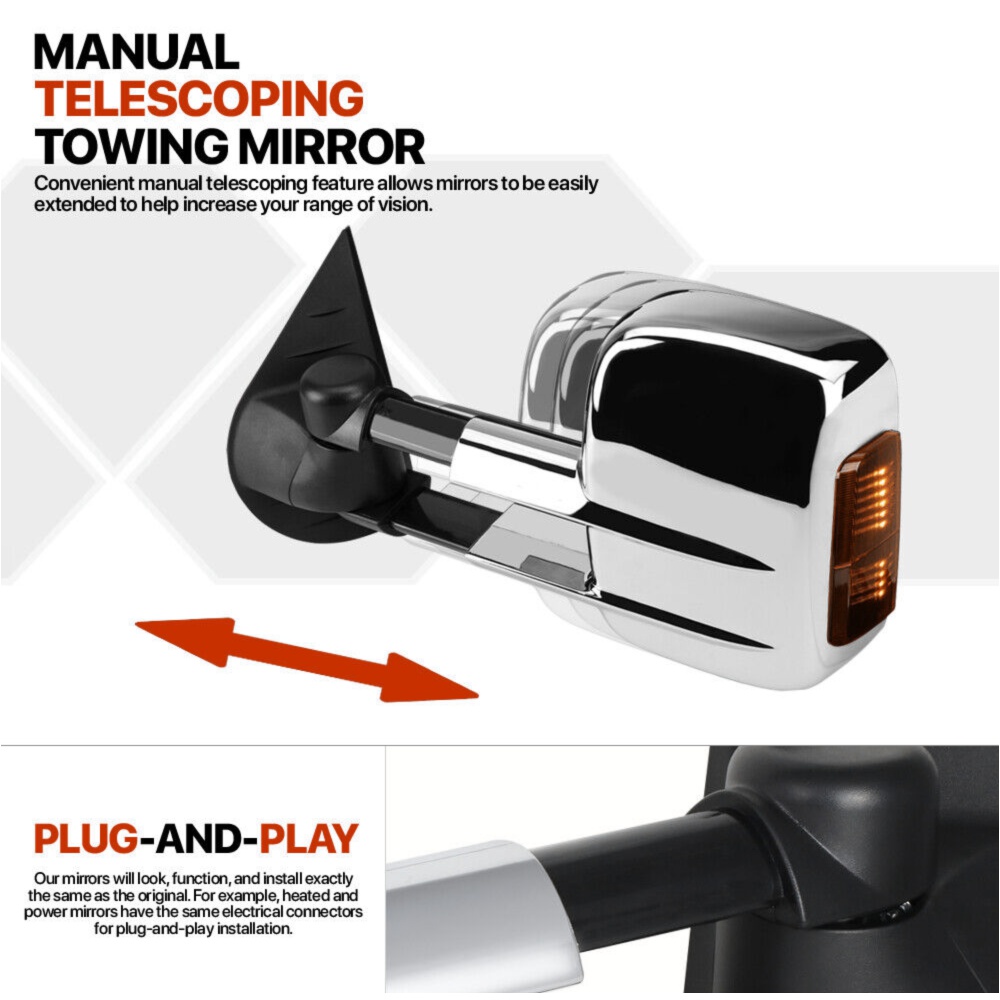 MANUAL
TELESCOPING
TOWING MIRROR
Convenient manual telescoping feature allows mirrors to be easily
extended to help increase your range of vision.
PLUG-AND-PLAY
Our mirrors will look, function, and install exactly
the same as the original. For example, heated and
power mirrors have the same electrical connectors
for plug-and-play installation.